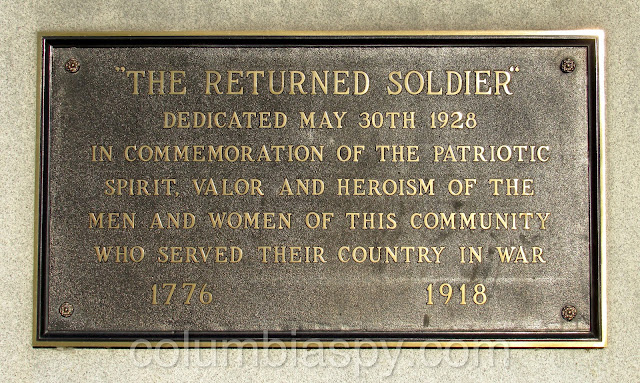 "THE RETURNED SOLDIER"
DEDICATED MAY 30TH 1928
IN COMMEMORATION OF THE PATRIOTIC
SPIRIT, VALOR AND HEROISM OF THE
MEN AND WOMEN OF THIS COMMUNITY
WHO SERVED THEIR COUNTRY IN WAR
1776 1918
columbiaspy.com